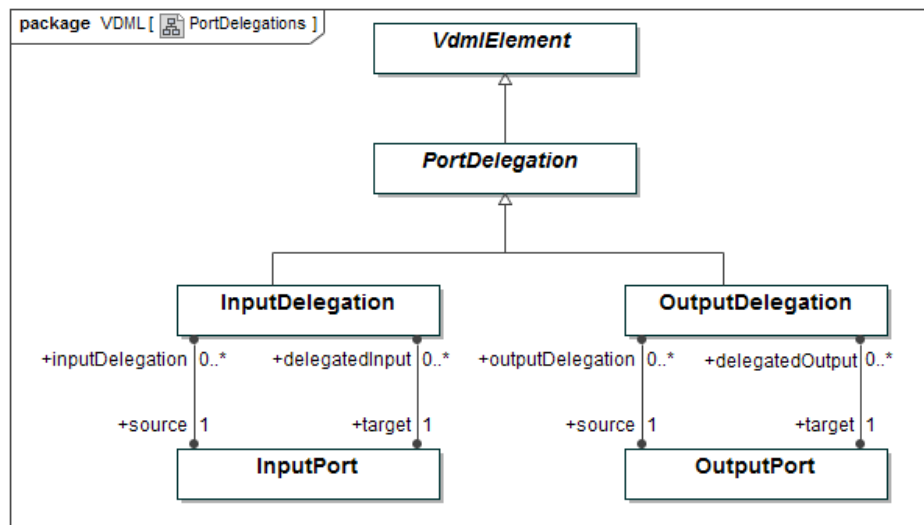 package VDML [ PortDelegations ]
VdmlElement
PortDelegation
InputDelegation
OutputDelegation
+inputDelegation 0..* +delegatedInput 0..* +outputDelegation 0..* +delegatedOutput 0..*
+source 1 +target 1 +source 1 +target 1
InputPort
OutputPort